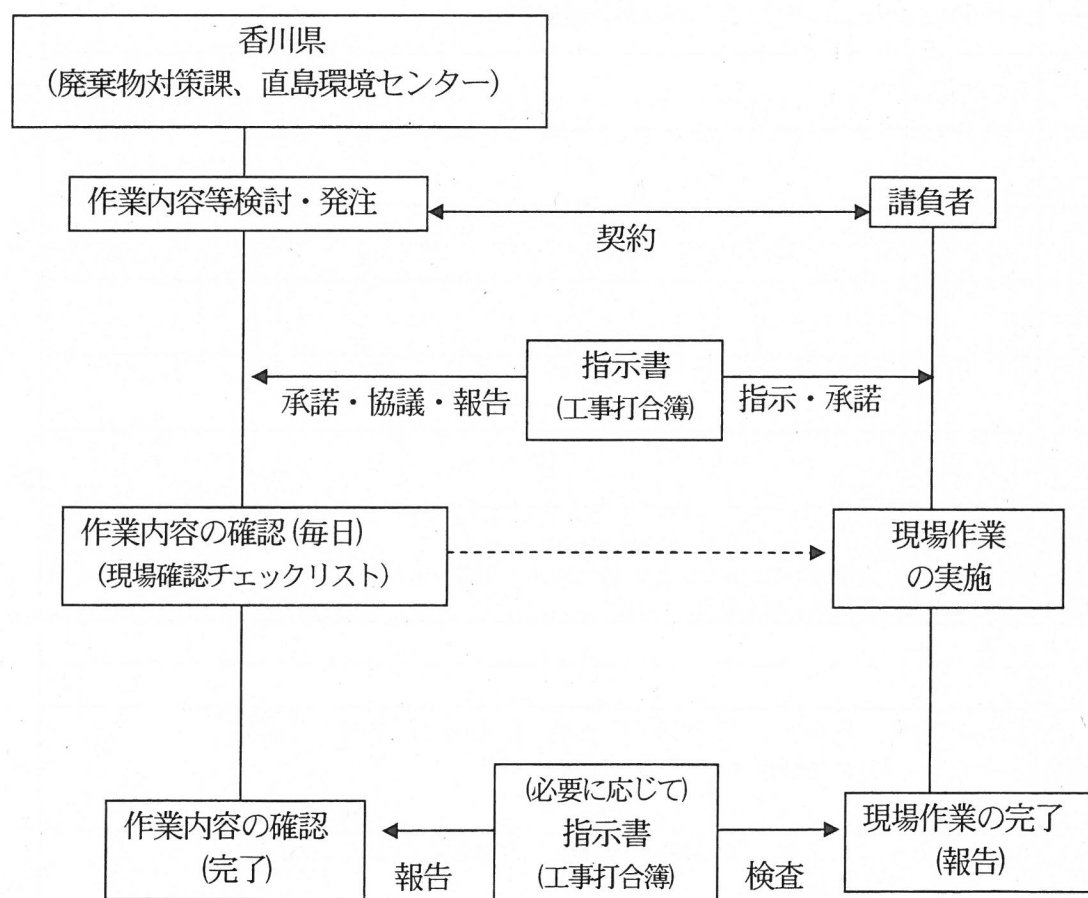 香川県
(廃棄物対策課、直島環境センター)
作業内容等検討・発注
請負者
契約
指示書
(工事打合簿)
承諾・協議・報告
指示・承諾
作業内容の確認(毎日)
(現場確認チェックリスト)
現場作業
の実施
(必要に応じて)
指示書
(工事打合簿)
作業内容の確認
(完了)
報告
検査
現場作業の完了
(報告)